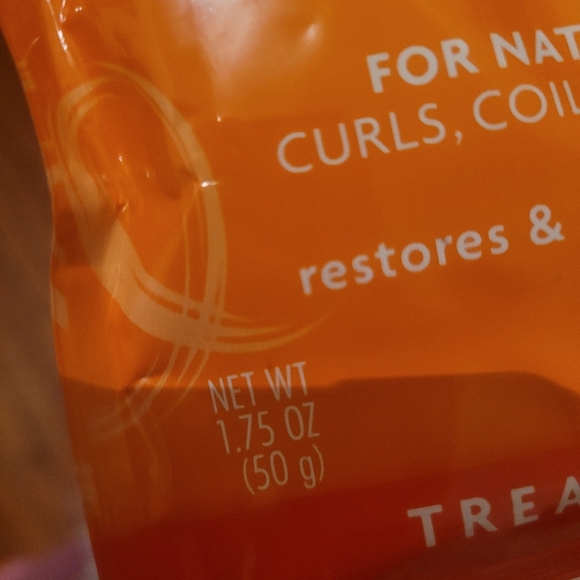 FOR NAT
CURLS, COIL
restores &
NET WT
1.75 OZ
(50 g)
TREA